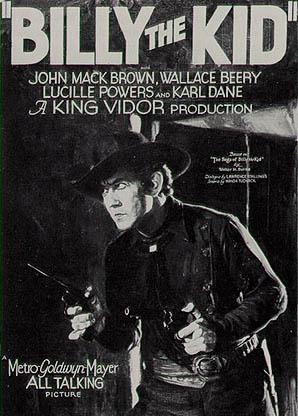 "BILLY THE KID"
with
JOHN MACK BROWN, WALLACE BEERY
LUCILLE POWERS AND KARL DANE
A KING VIDOR PRODUCTION
Based on
"The Saga of Billy the Kid"
by
Walter N. Burns
Dialogue by LAURENCE STALLINGS
Scenario by WANDA TUCHOCK
A
Metro-Goldwyn-Mayer
ALL TALKING
PICTURE